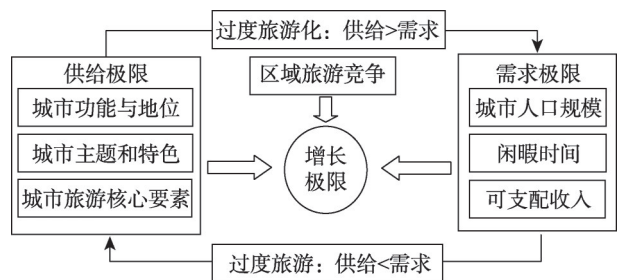 过度旅游化：供给>需求
供给极限
城市功能与地位
城市主题和特色
城市旅游核心要素
区域旅游竞争
增长
极限
需求极限
城市人口规模
闲暇时间
可支配收入
过度旅游：供给<需求